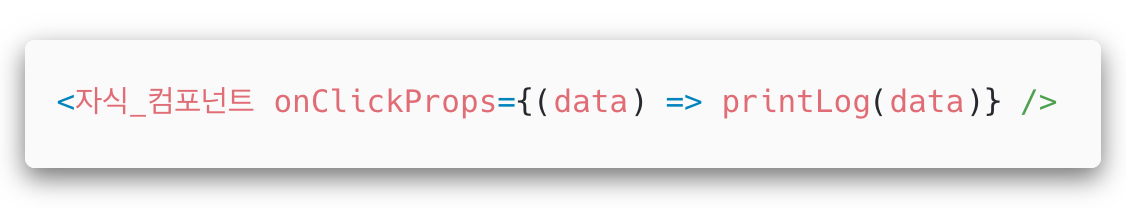 <자식_컴포넌트 onClickProps={(data) => printLog(data)} />